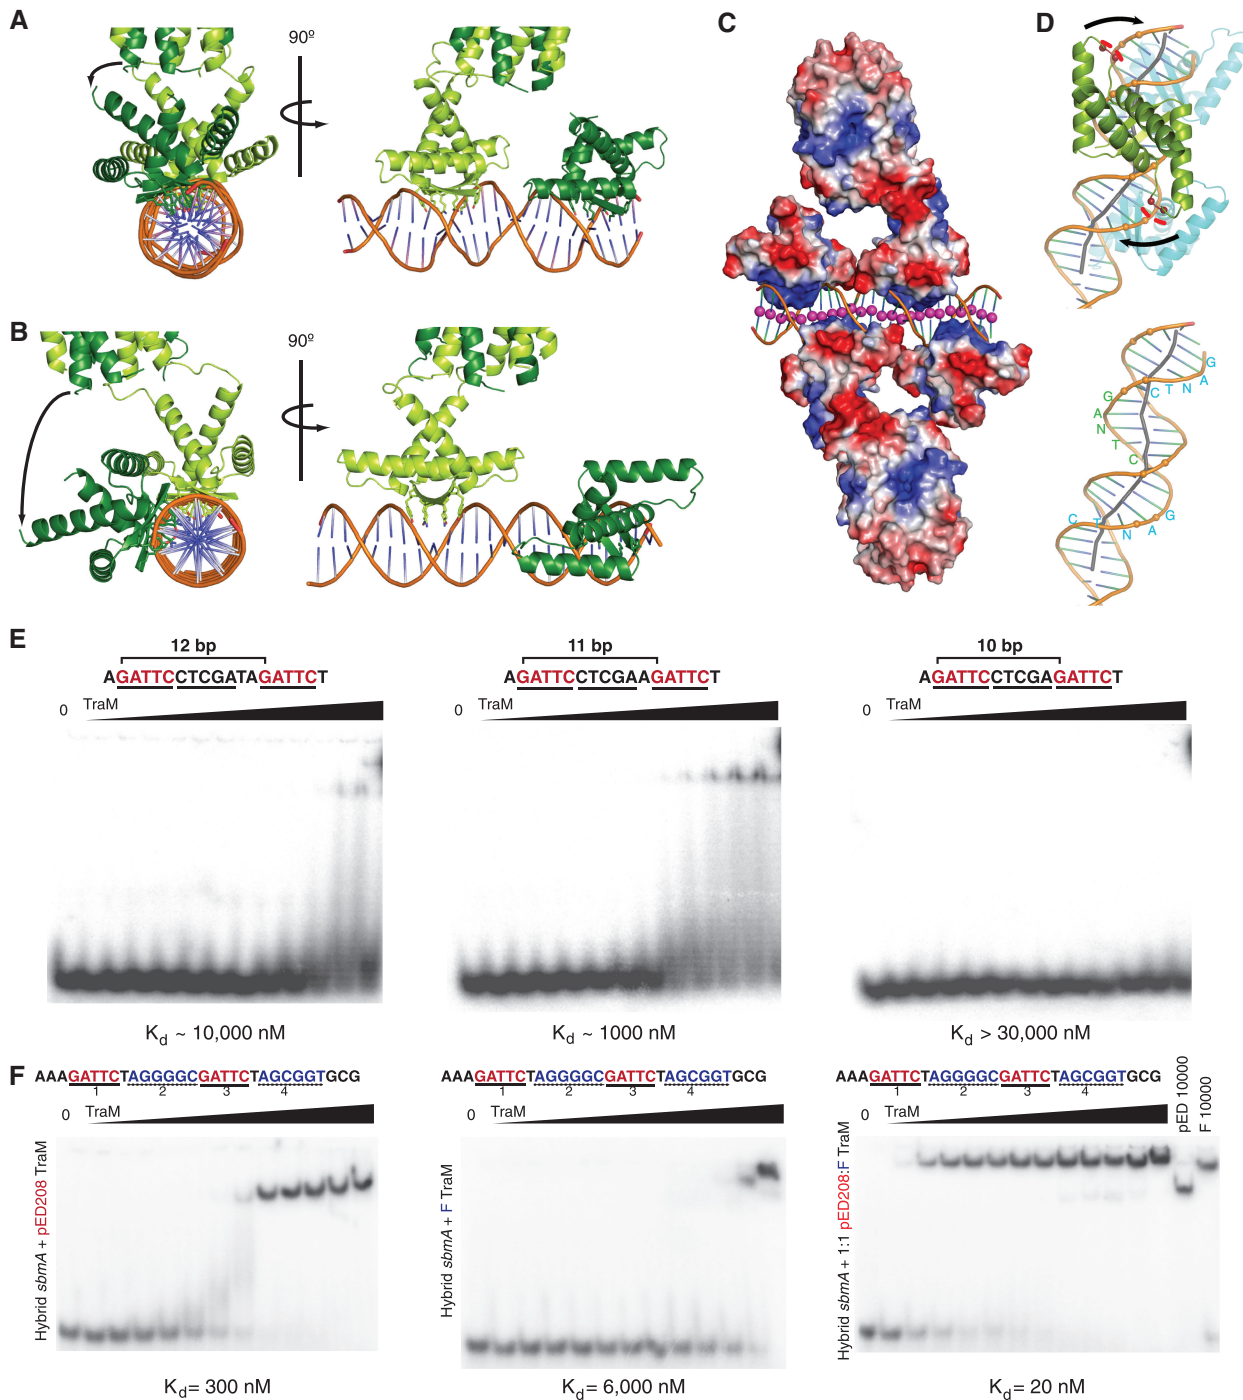 A
90º
B
90º
C
D
G
A
N
T
C
G
A
N
T
C
C
T
N
A
G
E
12 bp
AGATTCCTCGATAGATTCT
0
TraM
Kd ~ 10,000 nM
11 bp
AGATTCCTCGAAGATTCT
0
TraM
Kd ~ 1000 nM
10 bp
AGATTCCTCGAGATTCT
0
TraM
Kd > 30,000 nM
F
AAAGATTCTAGGGGCGATTCTAGCGGTGCG
1 2 3 4
0
TraM
Hybrid sbmA + pED208 TraM
Kd = 300 nM
AAAGATTCTAGGGGCGATTCTAGCGGTGCG
1 2 3 4
0
TraM
Hybrid sbmA + F TraM
Kd = 6,000 nM
AAAGATTCTAGGGGCGATTCTAGCGGTGCG
1 2 3 4
0
TraM
pED 10000
F 10000
Hybrid sbmA + 1:1 pED208:F TraM
Kd = 20 nM